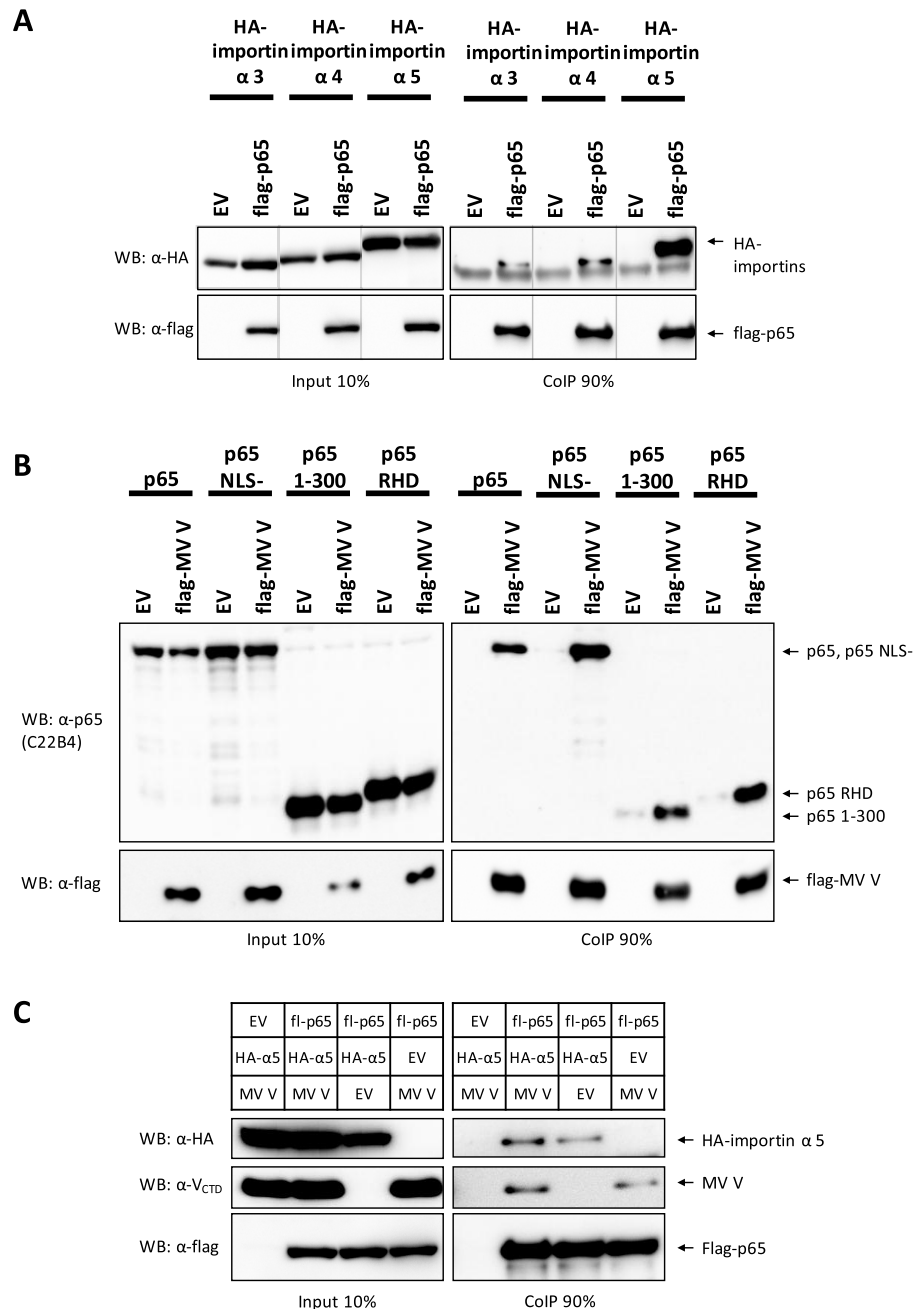 A
HA- HA- HA- HA- HA- HA-
importin importin importin importin importin importin
α 3 α 4 α 5 α 3 α 4 α 5
EV flag-p65 EV flag-p65 EV flag-p65 EV flag-p65 EV flag-p65 EV flag-p65
WB: α-HA
HA-
importins
WB: α-flag
flag-p65
Input 10% CoIP 90%
B
p65 p65 p65 p65 p65 p65 p65 p65
NLS- 1-300 RHD NLS- 1-300 RHD
EV flag-MV V EV flag-MV V EV flag-MV V EV flag-MV V EV flag-MV V EV flag-MV V EV flag-MV V EV flag-MV V
p65, p65 NLS-
WB: α-p65
(C22B4)
p65 RHD
p65 1-300
WB: α-flag
flag-MV V
Input 10% CoIP 90%
C
EV fl-p65 fl-p65 fl-p65 EV fl-p65 fl-p65 fl-p65
HA-α5 HA-α5 HA-α5 EV HA-α5 HA-α5 HA-α5 EV
MV V MV V EV MV V MV V MV V EV MV V
WB: α-HA
HA-importin α 5
WB: α-VCTD
MV V
WB: α-flag
Flag-p65
Input 10% CoIP 90%